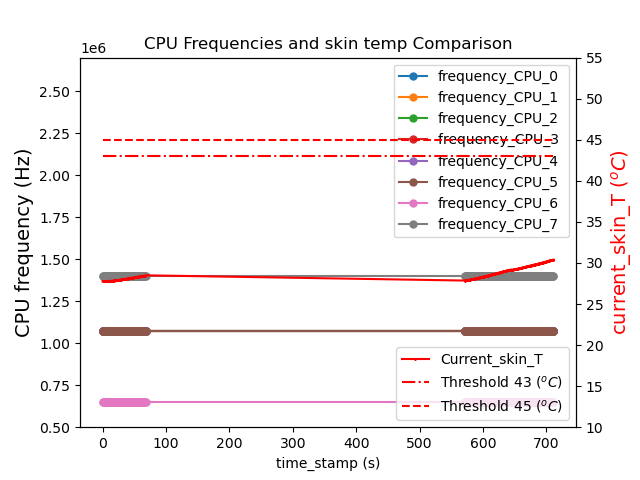 CPU Frequencies and skin temp Comparison
1e6
CPU frequency (Hz)
2.50
2.25
2.00
1.75
1.50
1.25
1.00
0.75
0.50
frequency_CPU_0
frequency_CPU_1
frequency_CPU_2
frequency_CPU_3
frequency_CPU_4
frequency_CPU_5
frequency_CPU_6
frequency_CPU_7
Current_skin_T
Threshold 43 (°C)
Threshold 45 (°C)
55
50
45
40
35
30
25
20
15
10
current_skin_T (°C)
0 100 200 300 400 500 600 700
time_stamp (s)